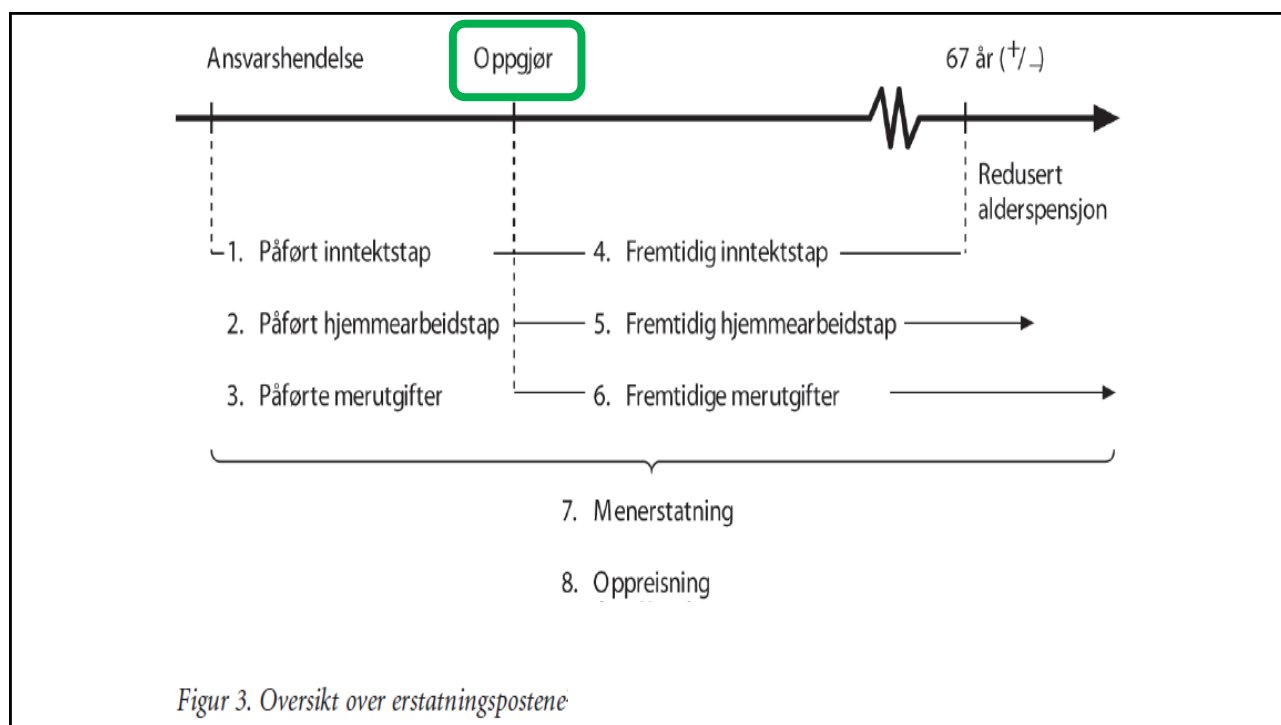 Ansvarshendelse Oppgjør 67 år (+/–)
Redusert
alderspensjon
1. Påført inntektstap 4. Fremtidig inntektstap
2. Påført hjemmearbeidstap 5. Fremtidig hjemmearbeidstap
3. Påførte merutgifter 6. Fremtidige merutgifter
7. Menerstatning
8. Oppreisning
Figur 3. Oversikt over erstatningspostene